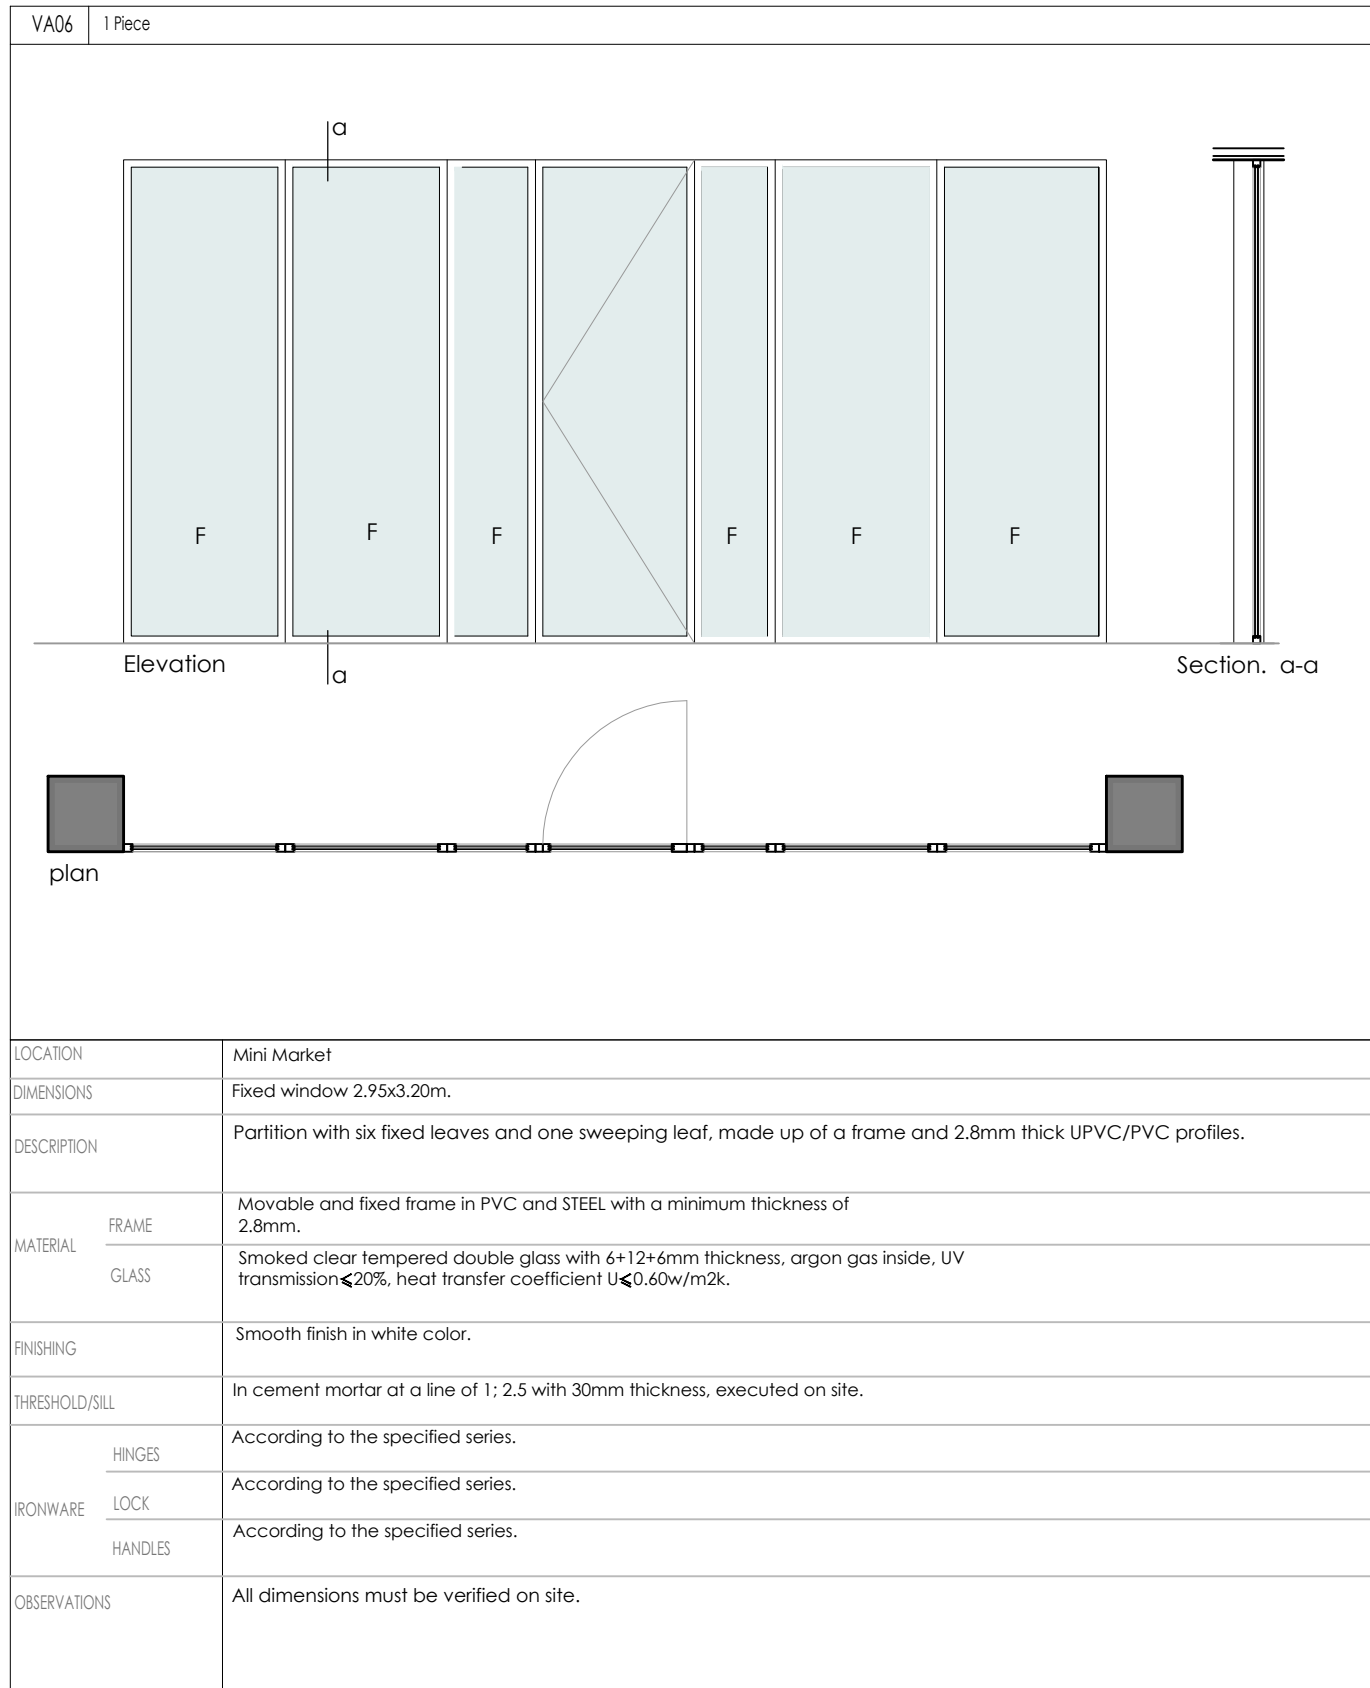 VA06 1 Piece
a
F F F F F F
Elevation
a
Section. a-a
plan
LOCATION Mini Market
DIMENSIONS Fixed window 2.95x3.20m.
DESCRIPTION Partition with six fixed leaves and one sweeping leaf, made up of a frame and 2.8mm thick UPVC/PVC profiles.
MATERIAL
FRAME Movable and fixed frame in PVC and STEEL with a minimum thickness of
2.8mm.
GLASS Smoked clear tempered double glass with 6+12+6mm thickness, argon gas inside, UV
transmission⩽20%, heat transfer coefficient U⩽0.60w/m2k.
FINISHING Smooth finish in white color.
THRESHOLD/SILL In cement mortar at a line of 1; 2.5 with 30mm thickness, executed on site.
IRONWARE
HINGES According to the specified series.
LOCK According to the specified series.
HANDLES According to the specified series.
OBSERVATIONS All dimensions must be verified on site.